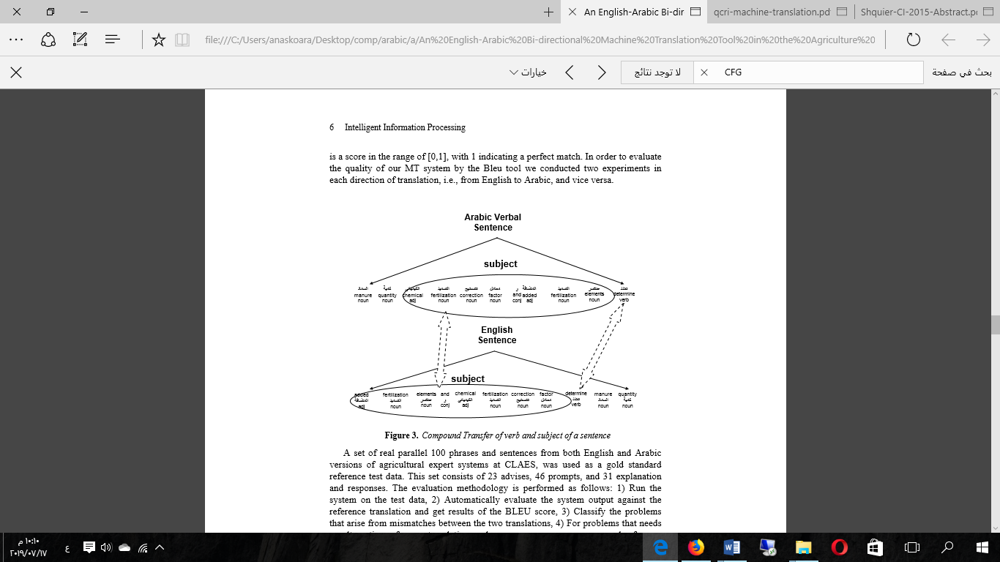 An English-Arabic Bi-dir
qcri-machine-translation.pd
Shquier-CI-2015-Abstract.p
file:///C:/Users/anaskoara/Desktop/comp/arabic/a/An%20English-Arabic%20Bi-directional%20Machine%20Translation%20Tool%20in%20the%20Agriculture%20
بحث في صفحة
CFG
لا توجد نتائج
خيارات
6 Intelligent Information Processing
is a score in the range of [0,1], with 1 indicating a perfect match. In order to evaluate
the quality of our MT system by the Bleu tool we conducted two experiments in
each direction of translation, i.e., from English to Arabic, and vice versa.
Arabic Verbal
Sentence
subject
السماد كمية الكيميائي التسميد تصحيح معامل و المضافة التسميد عناصر تحدد
manure quantity chemical fertilization correction factor and added fertilization elements determine
noun noun adj noun noun noun conj adj noun noun verb
English
Sentence
subject
added fertilization elements and chemical fertilization correction factor determine manure quantity
المضافة التسميد عناصر و الكيميائي التسميد تصحيح معامل تحدد السماد كمية
adj noun noun conj adj noun noun noun verb noun noun
Figure 3. Compound Transfer of verb and subject of a sentence
A set of real parallel 100 phrases and sentences from both English and Arabic
versions of agricultural expert systems at CLAES, was used as a gold standard
reference test data. This set consists of 23 advises, 46 prompts, and 31 explanation
and responses. The evaluation methodology is performed as follows: 1) Run the
system on the test data, 2) Automatically evaluate the system output against the
reference translation and get results of the BLEU score, 3) Classify the problems
that arise from mismatches between the two translations, 4) For problems that needs
١٠:١٠ م
٢٠١٩/٠٧/١٧
ع